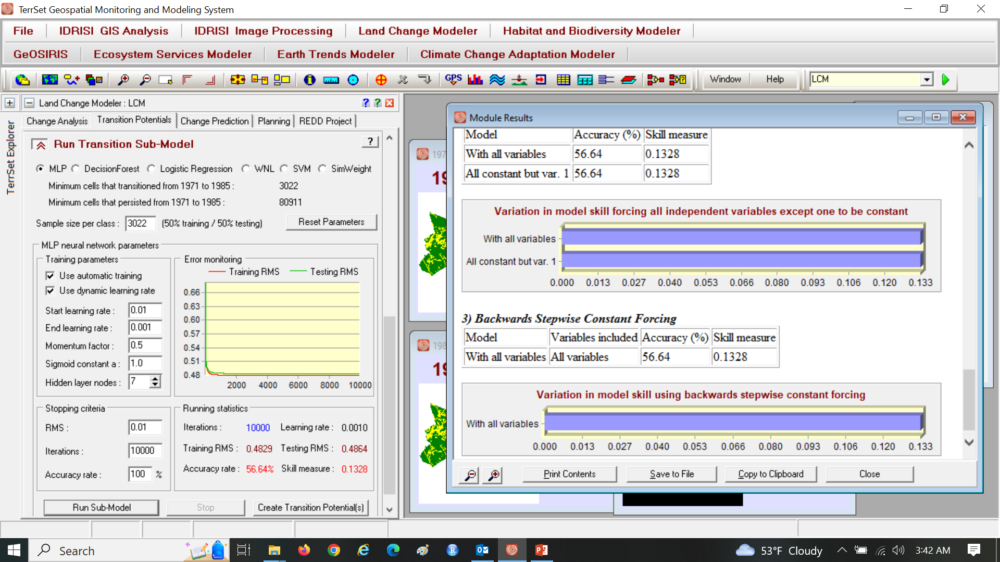 TerrSet Geospatial Monitoring and Modeling System
File IDRISI GIS Analysis IDRISI Image Processing Land Change Modeler Habitat and Biodiversity Modeler
GeOSIRIS Ecosystem Services Modeler Earth Trends Modeler Climate Change Adaptation Modeler
GPS Window Help LCM
TerrSet Explorer
Land Change Modeler : LCM
Change Analysis Transition Potentials Change Prediction Planning REDD Project
Run Transition Sub-Model ?
MLP DecisionForest Logistic Regression WNL SVM SimWeight
Minimum cells that transitioned from 1971 to 1985 : 3022
Minimum cells that persisted from 1971 to 1985 : 80911
Sample size per class : 3022 (50% training / 50% testing) Reset Parameters
MLP neural network parameters
Training parameters
Use automatic training
Use dynamic learning rate
Start learning rate : 0.01
End learning rate : 0.001
Momentum factor : 0.5
Sigmoid constant a : 1.0
Hidden layer nodes : 7
Error monitoring
Training RMS Testing RMS
0.66
0.63
0.60
0.57
0.54
0.51
0.48
2000 4000 6000 8000 10000
Stopping criteria
RMS : 0.01
Iterations : 10000
Accuracy rate : 100 %
Running statistics
Iterations : 10000 Learning rate : 0.0010
Training RMS : 0.4829 Testing RMS : 0.4864
Accuracy rate : 56.64% Skill measure : 0.1328
Run Sub-Model Stop Create Transition Potential(s)
197
19
198
19
Module Results
Model Accuracy (%) Skill measure
With all variables 56.64 0.1328
All constant but var. 1 56.64 0.1328
Variation in model skill forcing all independent variables except one to be constant
With all variables
All constant but var. 1
0.000 0.013 0.027 0.040 0.053 0.066 0.080 0.093 0.106 0.120 0.133
3) Backwards Stepwise Constant Forcing
Model Variables included Accuracy (%) Skill measure
With all variables All variables 56.64 0.1328
Variation in model skill using backwards stepwise constant forcing
With all variables
0.000 0.013 0.027 0.040 0.053 0.066 0.080 0.093 0.106 0.120 0.133
Print Contents Save to File Copy to Clipboard Close
Search 53°F Cloudy 3:42 AM